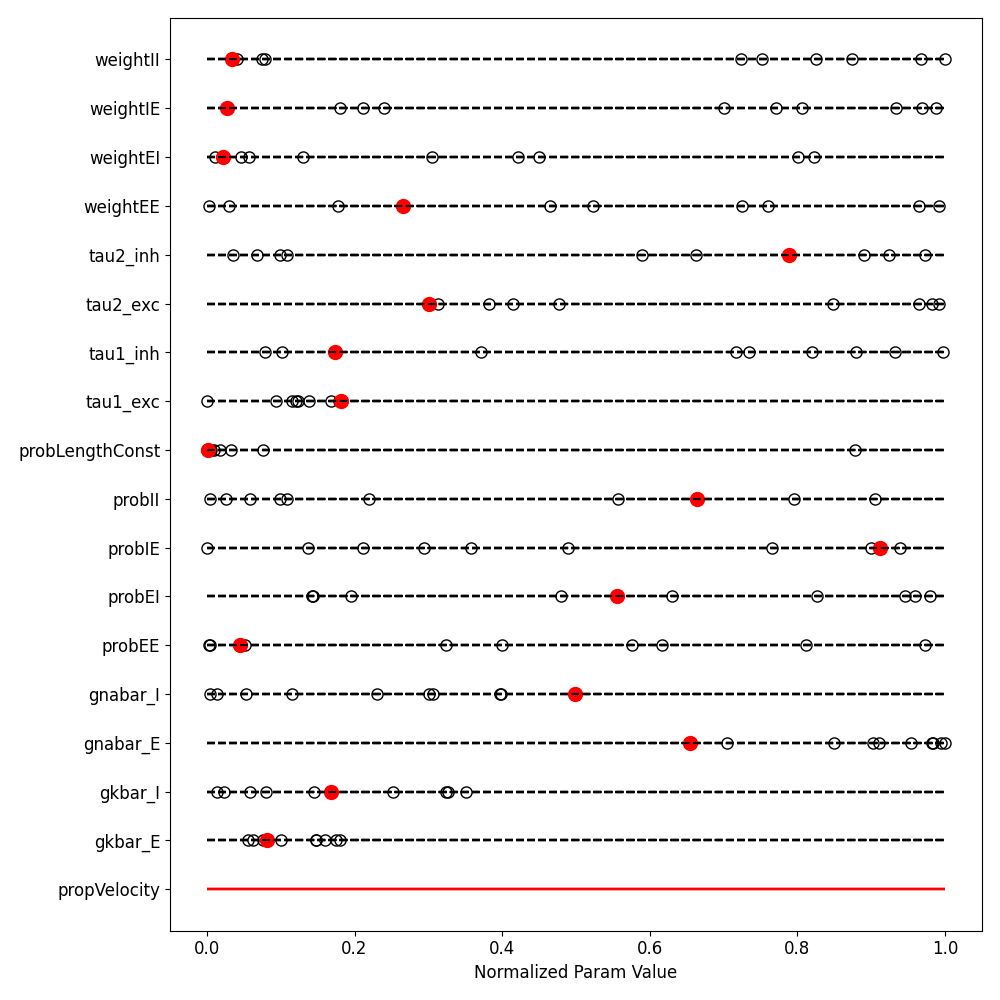 weightII
weightIE
weightEI
weightEE
tau2_inh
tau2_exc
tau1_inh
tau1_exc
probLengthConst
probII
probIE
probEI
probEE
gnabar_I
gnabar_E
gkbar_I
gkbar_E
propVelocity
0.0 0.2 0.4 0.6 0.8 1.0
Normalized Param Value